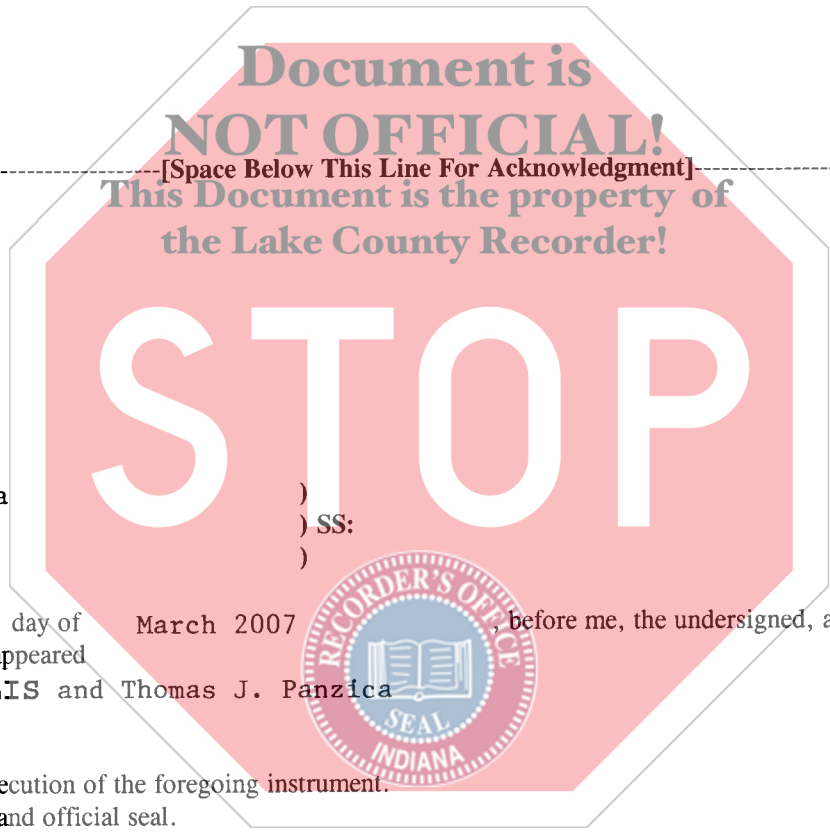 Document is
NOT OFFICIAL!
[Space Below This Line For Acknowledgment]
This Document is the property of
the Lake County Recorder!
STOP
a )
) SS:
)
day of March 2007 , before me, the undersigned, a
ppeared
IS and Thomas J. Panzica
RECORDER'S OFFICE
SEAL
INDIANA
ecution of the foregoing instrument.
and official seal.